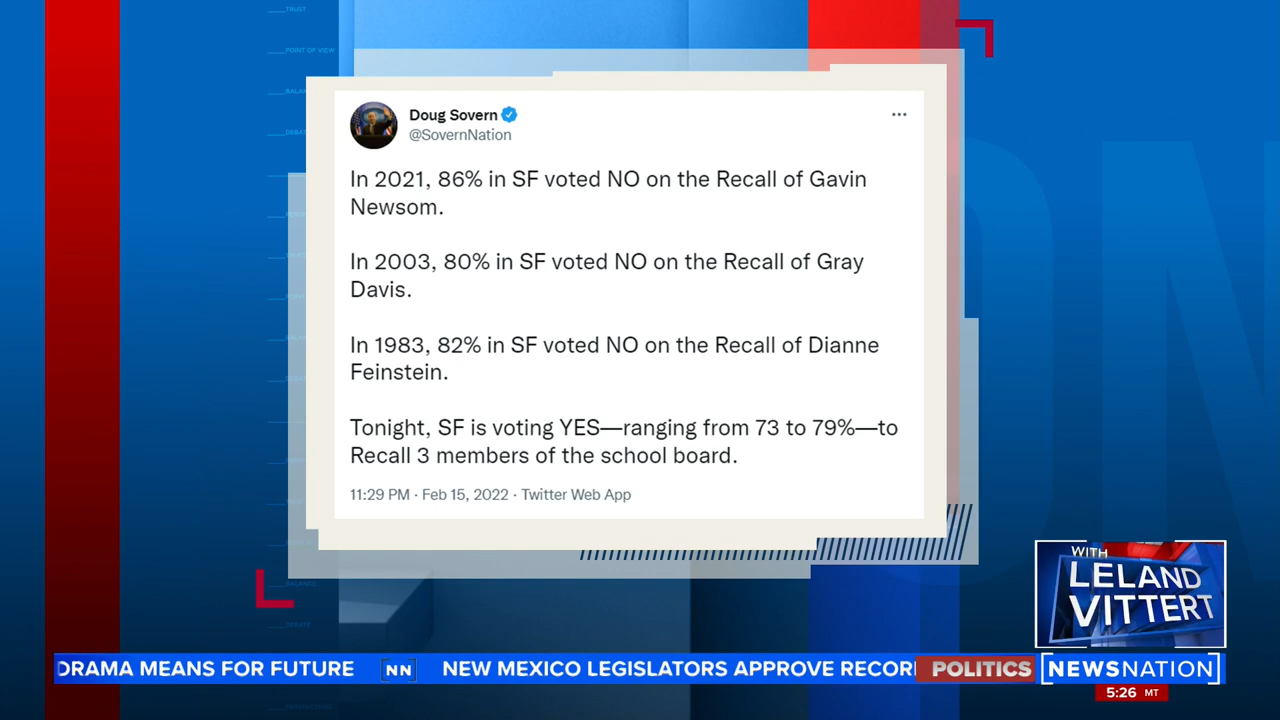 TRUST
POINT OF VIEW
Doug Sovern
@SovernNation
In 2021, 86% in SF voted NO on the Recall of Gavin
Newsom.
In 2003, 80% in SF voted NO on the Recall of Gray
Davis.
In 1983, 82% in SF voted NO on the Recall of Dianne
Feinstein.
Tonight, SF is voting YES—ranging from 73 to 79%—to
Recall 3 members of the school board.
11:29 PM · Feb 15, 2022 · Twitter Web App
WITH
LELAND
VITTERT
DRAMA MEANS FOR FUTURE NN NEW MEXICO LEGISLATORS APPROVE RECOR POLITICS NEWSNATION
5:26 MT